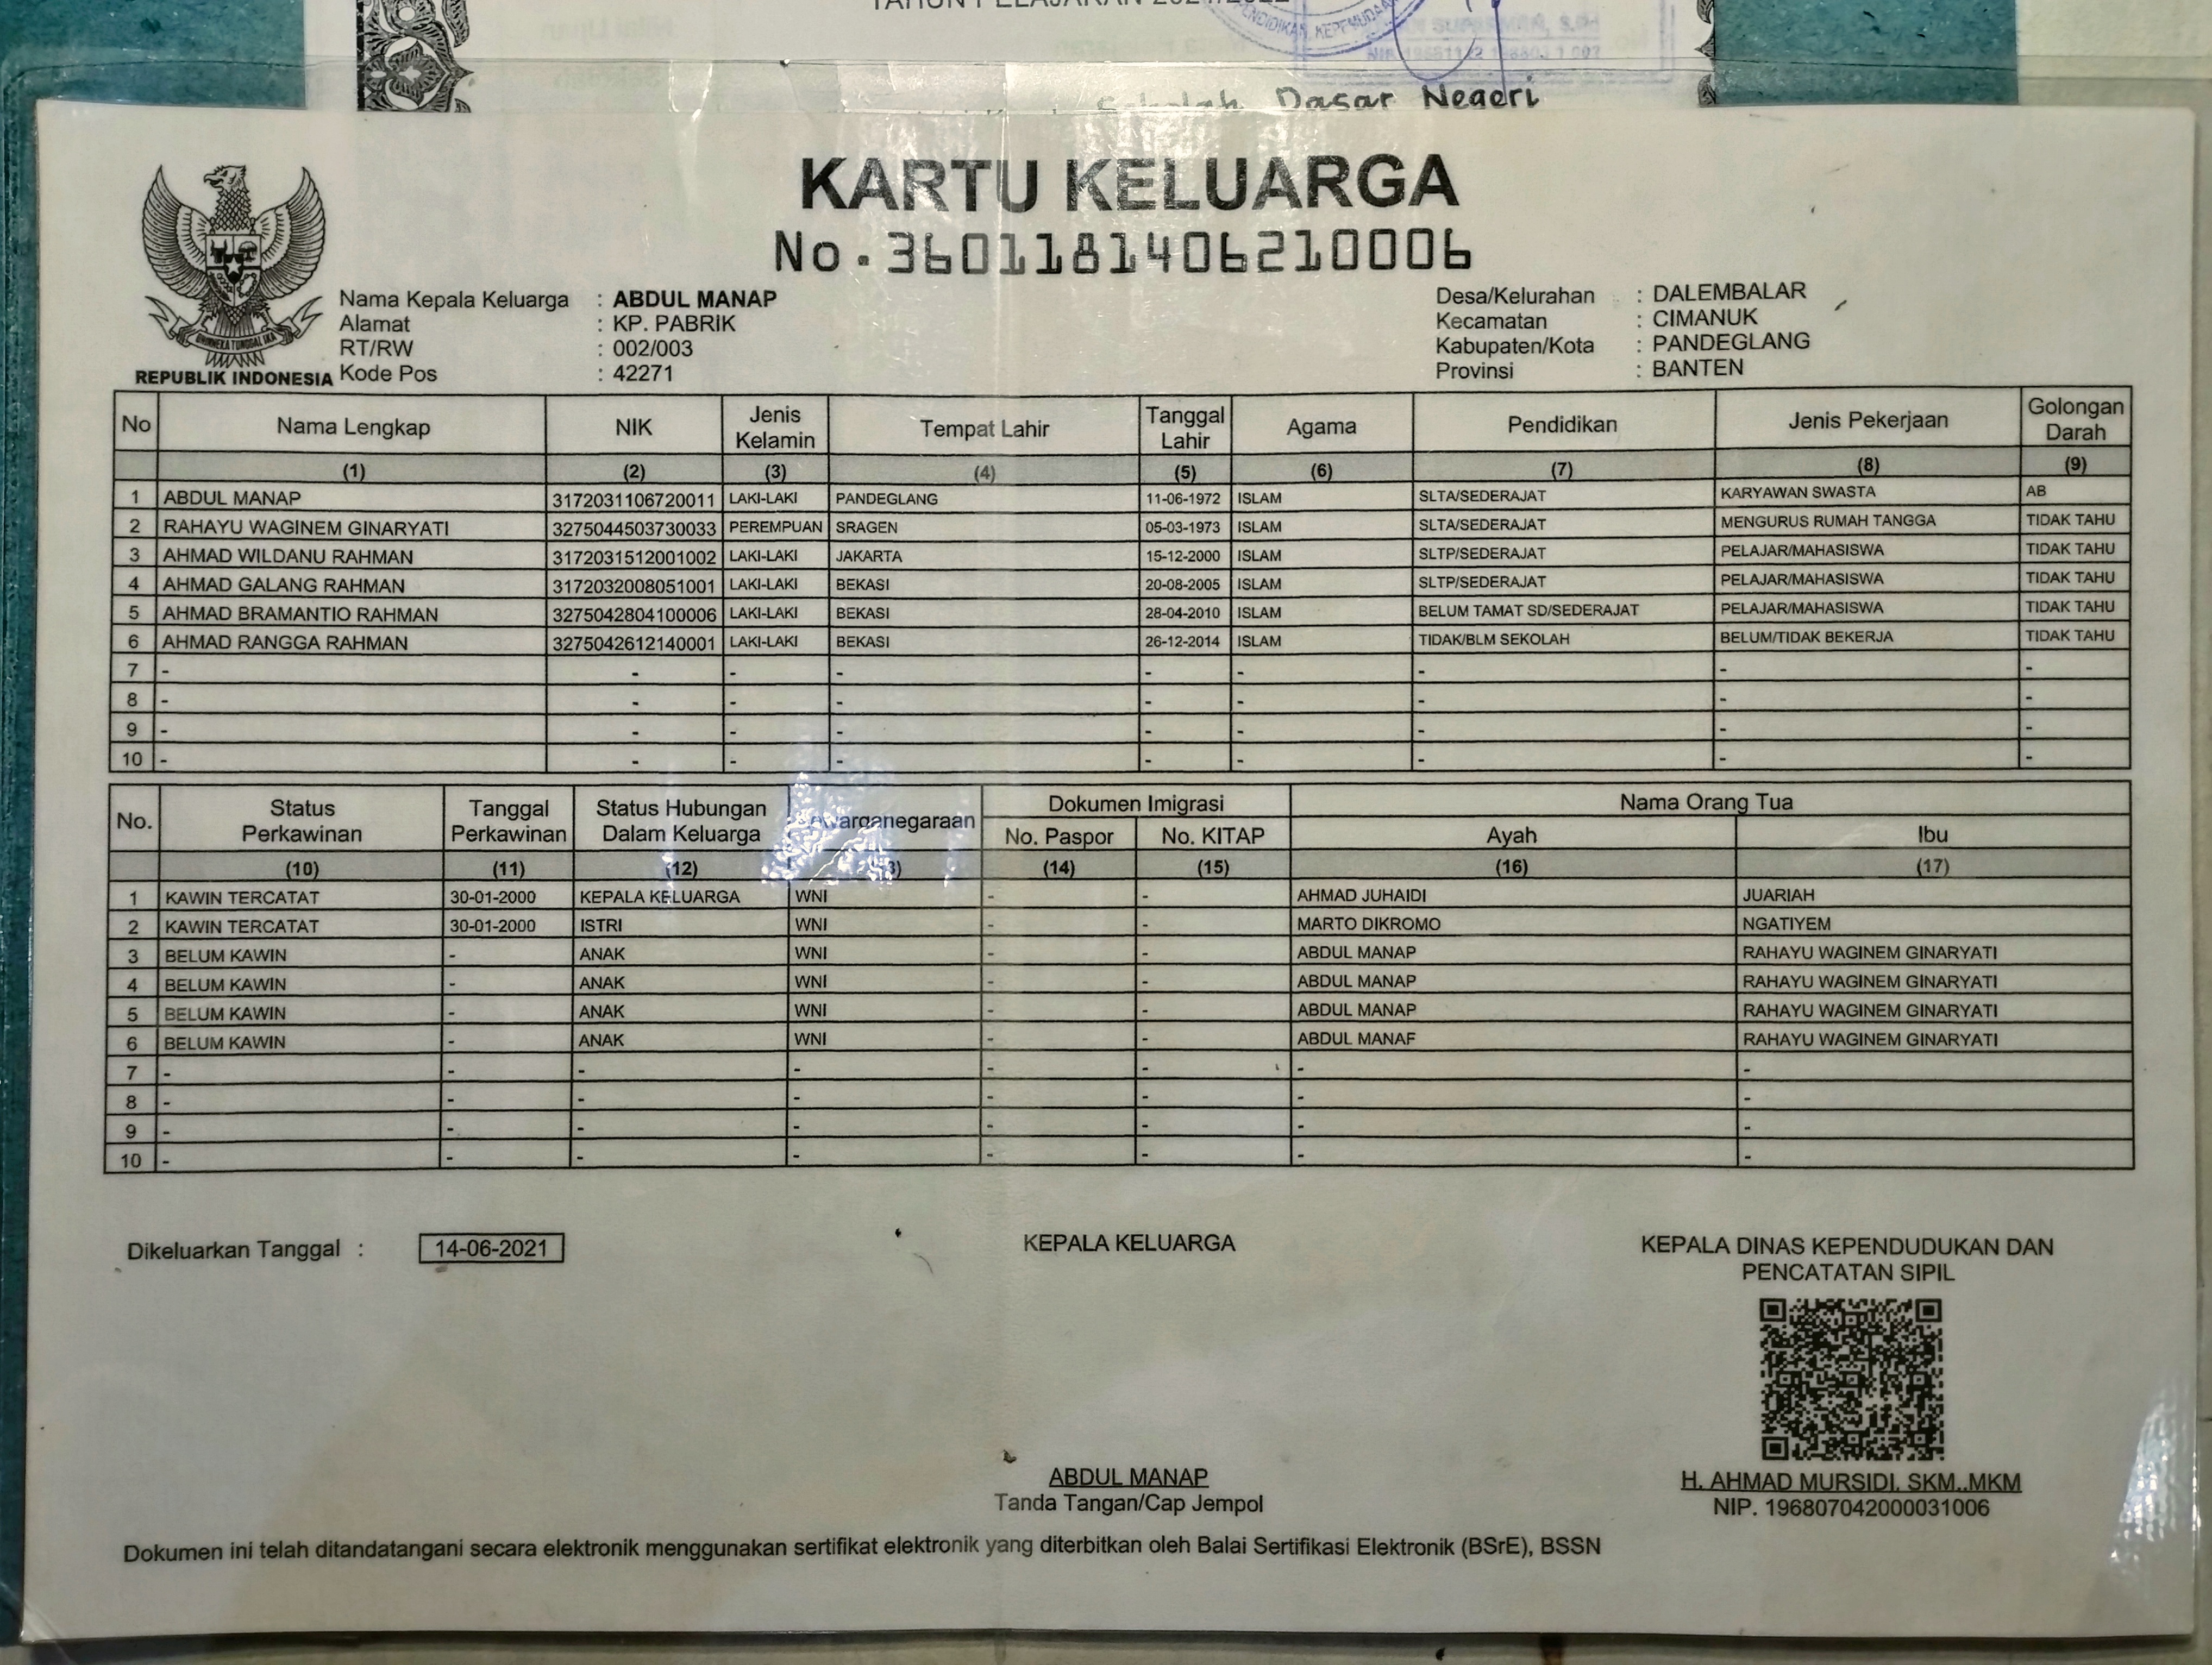 Sekolah Dasar Negeri
KARTU KELUARGA
No.3601181406210006
REPUBLIK INDONESIA
Nama Kepala Keluarga : ABDUL MANAP
Alamat : KP. PABRIK
RT/RW : 002/003
Kode Pos : 42271
Desa/Kelurahan : DALEMBALAR
Kecamatan : CIMANUK
Kabupaten/Kota : PANDEGLANG
Provinsi : BANTEN
No Nama Lengkap NIK Jenis Kelamin Tempat Lahir Tanggal Lahir Agama Pendidikan Jenis Pekerjaan Golongan Darah
(1) (2) (3) (4) (5) (6) (7) (8) (9)
1 ABDUL MANAP 3172031106720011 LAKI-LAKI PANDEGLANG 11-06-1972 ISLAM SLTA/SEDERAJAT KARYAWAN SWASTA AB
2 RAHAYU WAGINEM GINARYATI 3275044503730033 PEREMPUAN SRAGEN 05-03-1973 ISLAM SLTA/SEDERAJAT MENGURUS RUMAH TANGGA TIDAK TAHU
3 AHMAD WILDANU RAHMAN 3172031512001002 LAKI-LAKI JAKARTA 15-12-2000 ISLAM SLTP/SEDERAJAT PELAJAR/MAHASISWA TIDAK TAHU
4 AHMAD GALANG RAHMAN 3172032008051001 LAKI-LAKI BEKASI 20-08-2005 ISLAM SLTP/SEDERAJAT PELAJAR/MAHASISWA TIDAK TAHU
5 AHMAD BRAMANTIO RAHMAN 3275042804100006 LAKI-LAKI BEKASI 28-04-2010 ISLAM BELUM TAMAT SD/SEDERAJAT PELAJAR/MAHASISWA TIDAK TAHU
6 AHMAD RANGGA RAHMAN 3275042612140001 LAKI-LAKI BEKASI 26-12-2014 ISLAM TIDAK/BLM SEKOLAH BELUM/TIDAK BEKERJA TIDAK TAHU
7 - - - - - - - - -
8 - - - - - - - - -
9 - - - - - - - - -
10 - - - - - - - - -
No. Status Perkawinan Tanggal Perkawinan Status Hubungan Dalam Keluarga Dokumen Imigrasi Nama Orang Tua
No. Paspor No. KITAP Ayah Ibu
(10) (11) (12) (14) (15) (16) (17)
1 KAWIN TERCATAT 30-01-2000 KEPALA KELUARGA WNI - - AHMAD JUHAIDI JUARIAH
2 KAWIN TERCATAT 30-01-2000 ISTRI WNI - - MARTO DIKROMO NGATIYEM
3 BELUM KAWIN - ANAK WNI - - ABDUL MANAP RAHAYU WAGINEM GINARYATI
4 BELUM KAWIN - ANAK WNI - - ABDUL MANAP RAHAYU WAGINEM GINARYATI
5 BELUM KAWIN - ANAK WNI - - ABDUL MANAP RAHAYU WAGINEM GINARYATI
6 BELUM KAWIN - ANAK WNI - - ABDUL MANAF RAHAYU WAGINEM GINARYATI
7 - - - - - - - -
8 - - - - - - - -
9 - - - - - - - -
10 - - - - - - - -
Dikeluarkan Tanggal : 14-06-2021
KEPALA KELUARGA
ABDUL MANAP
Tanda Tangan/Cap Jempol
KEPALA DINAS KEPENDUDUKAN DAN
PENCATATAN SIPIL
H. AHMAD MURSIDI, SKM.,MKM
NIP. 196807042000031006
Dokumen ini telah ditandatangani secara elektronik menggunakan sertifikat elektronik yang diterbitkan oleh Balai Sertifikasi Elektronik (BSrE), BSSN